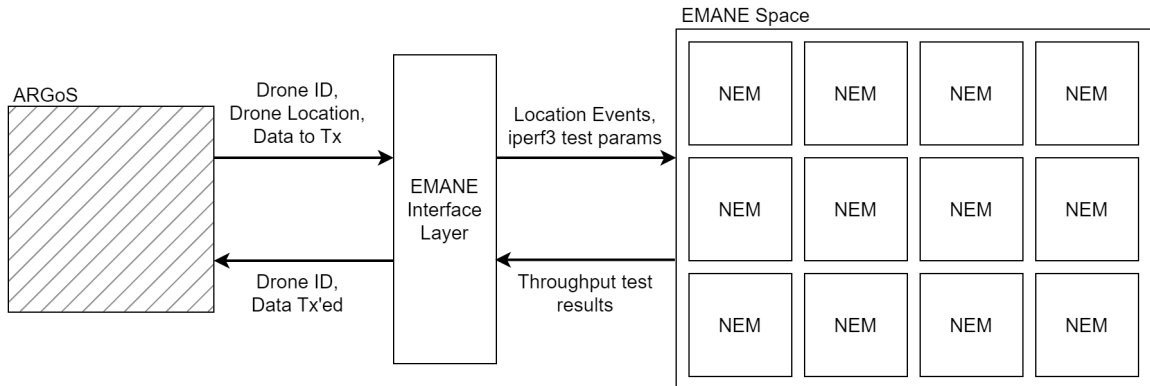 EMANE Space
ARGoS
Drone ID,
Drone Location,
Data to Tx
Location Events,
iperf3 test params
EMANE
Interface
Layer
Drone ID,
Data Tx'ed
Throughput test
results
NEM NEM NEM NEM
NEM NEM NEM NEM
NEM NEM NEM NEM